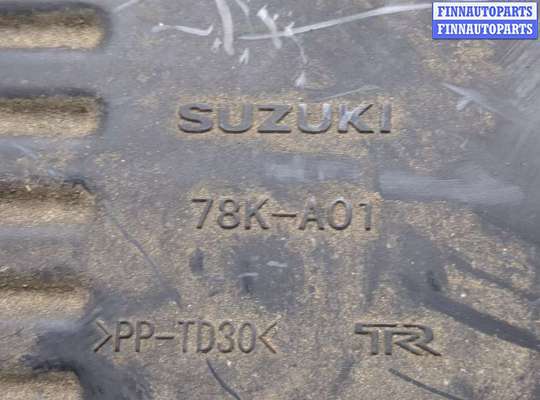 FINNAUTOPARTS
FINNAUTOPARTS
SUZUKI
78K-A01
>PP-TD30< TR